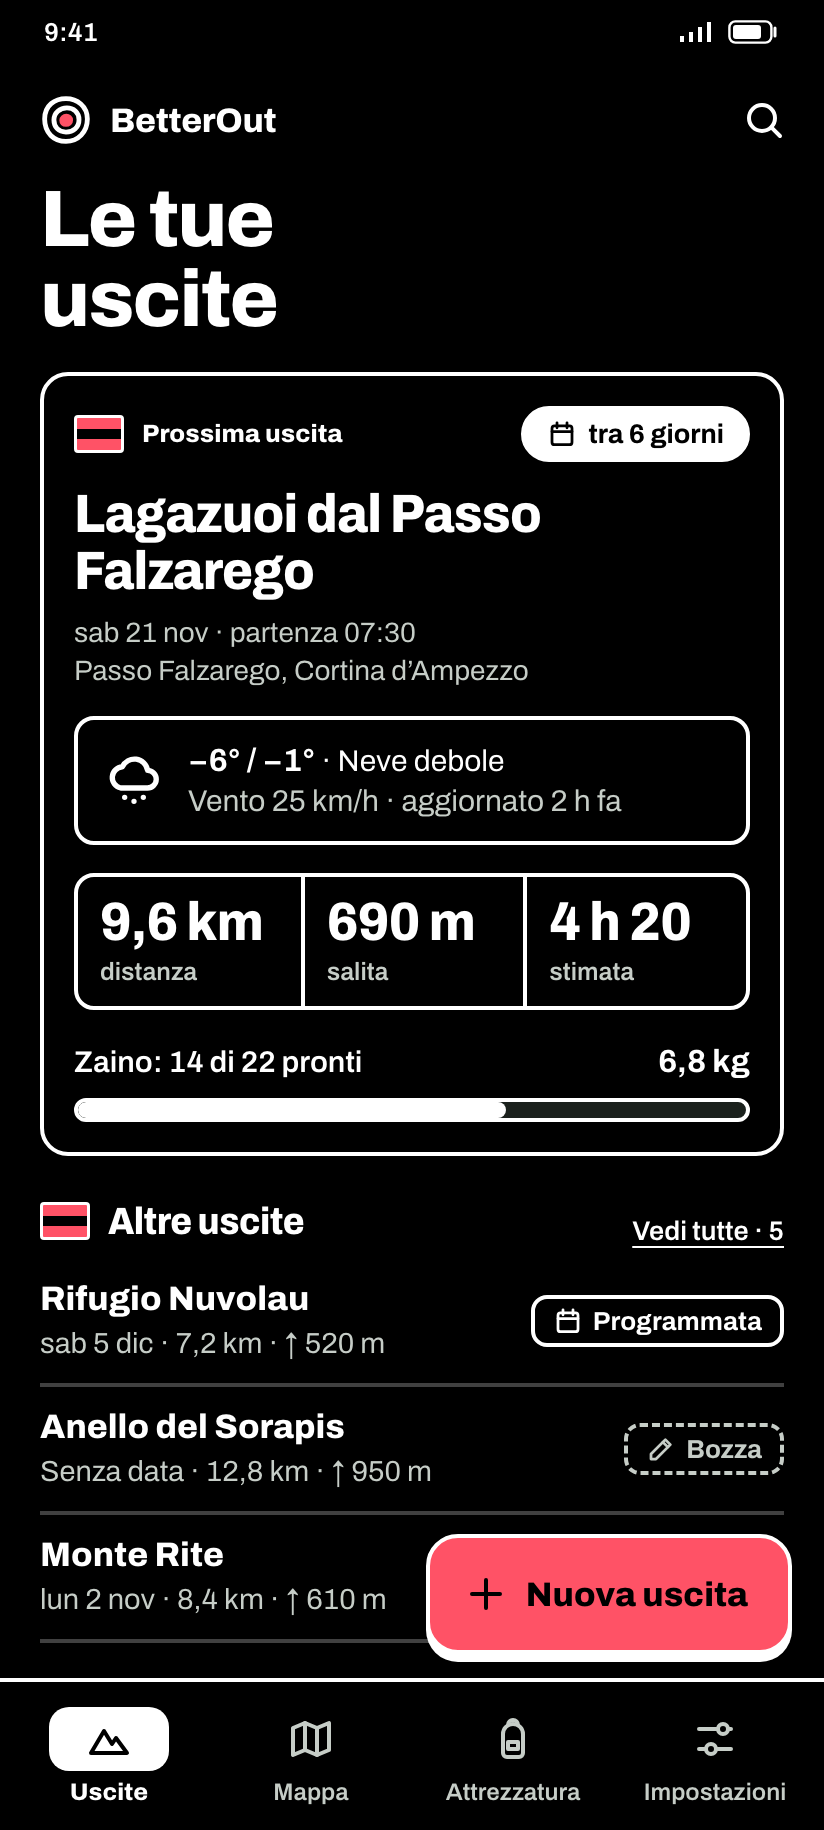 9:41
BetterOut
Le tue
uscite
Prossima uscita
tra 6 giorni
Lagazuoi dal Passo
Falzarego
sab 21 nov · partenza 07:30
Passo Falzarego, Cortina d’Ampezzo
−6° / −1° · Neve debole
Vento 25 km/h · aggiornato 2 h fa
9,6 km
distanza
690 m
salita
4 h 20
stimata
Zaino: 14 di 22 pronti
6,8 kg
Altre uscite
Vedi tutte · 5
Rifugio Nuvolau
sab 5 dic · 7,2 km · ↑ 520 m
Programmata
Anello del Sorapis
Senza data · 12,8 km · ↑ 950 m
Bozza
Monte Rite
lun 2 nov · 8,4 km · ↑ 610 m
Nuova uscita
Uscite
Mappa
Attrezzatura
Impostazioni